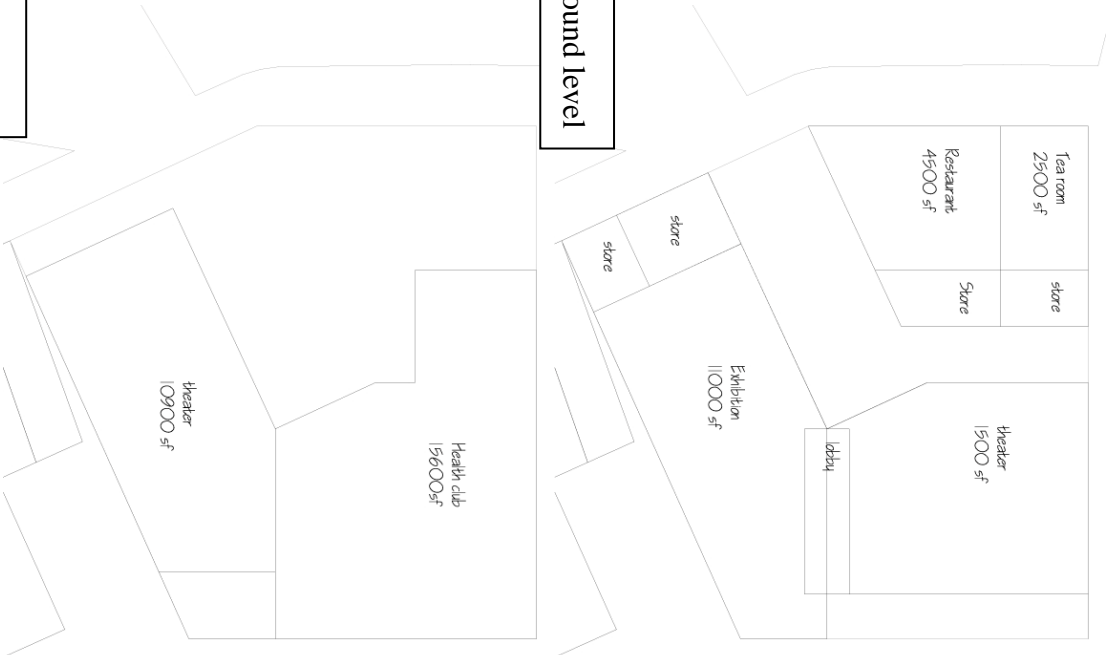 Tea room
2500 sf
store
Restaurant
4500 sf
Store
theater
1500 sf
lobby
Exhibition
11000 sf
store
store
ound level
Health club
15600sf
theater
10900 sf